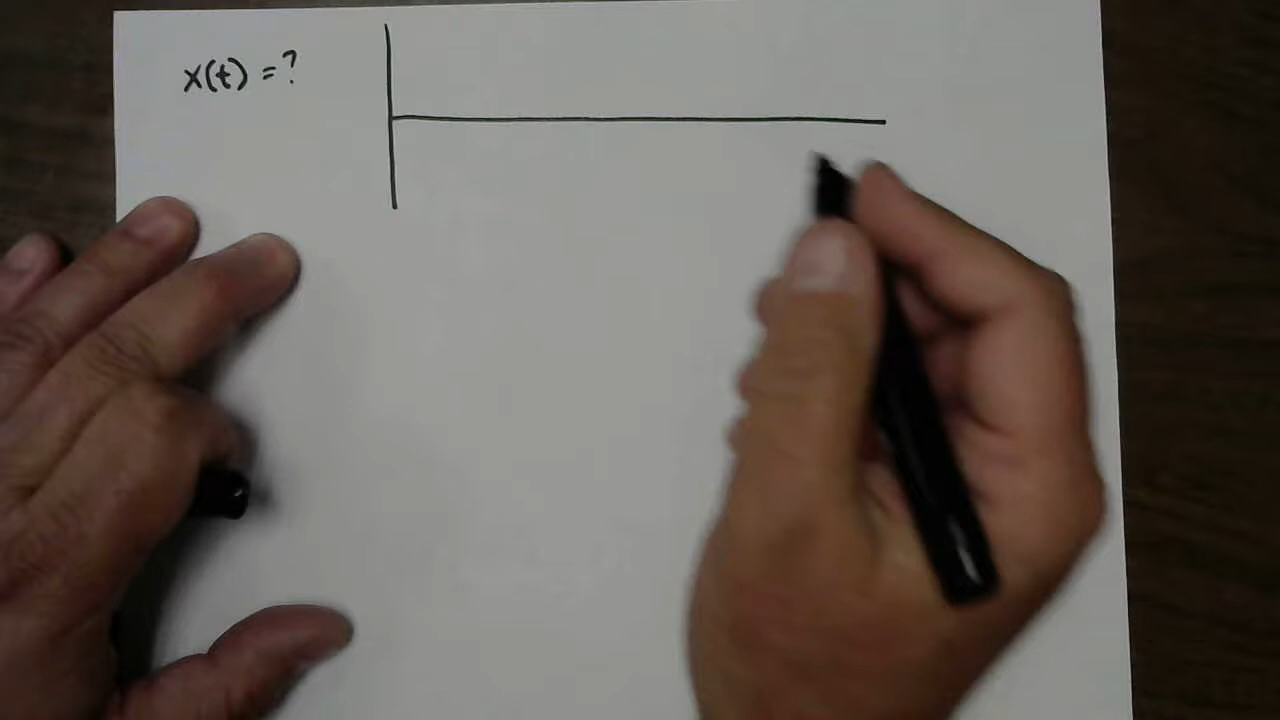 x(t) = ?